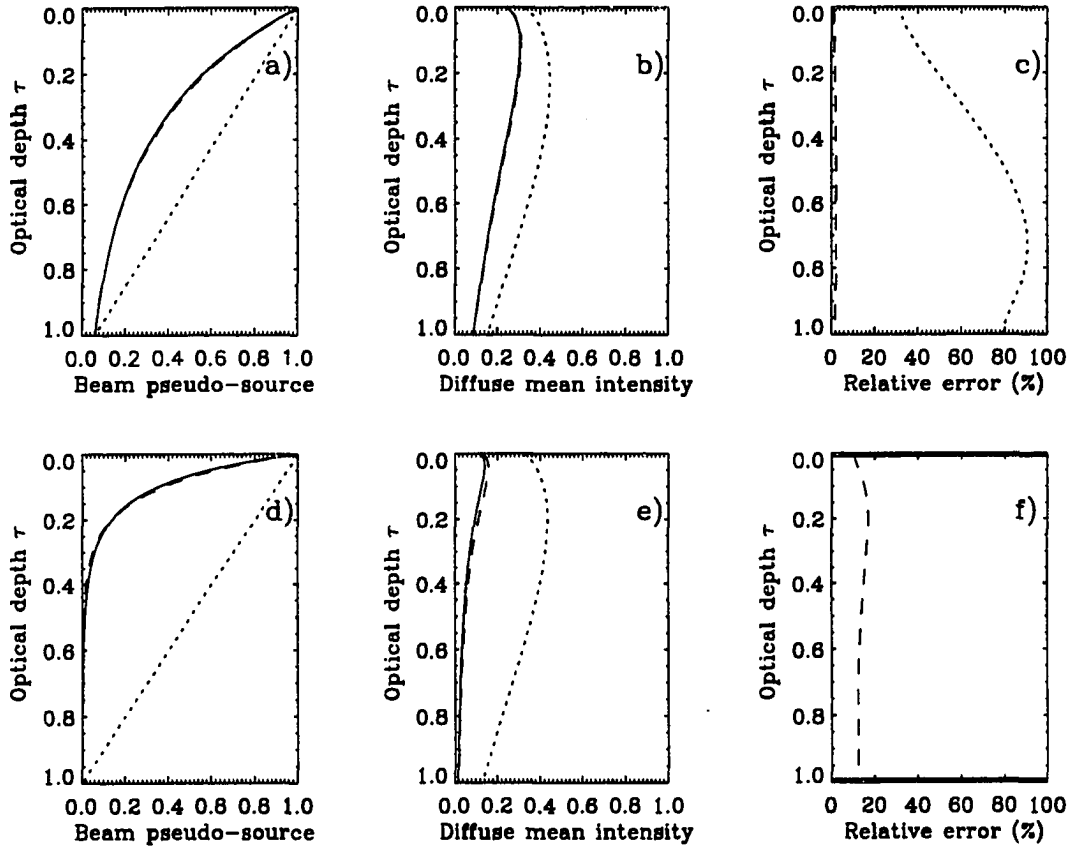 0.0
0.2
0.4
0.6
0.8
1.0
Optical depth τ
a)
0.0 0.2 0.4 0.6 0.8 1.0
Beam pseudo-source
0.0
0.2
0.4
0.6
0.8
1.0
Optical depth τ
b)
0.0 0.2 0.4 0.6 0.8 1.0
Diffuse mean intensity
0.0
0.2
0.4
0.6
0.8
1.0
Optical depth τ
c)
0 20 40 60 80 100
Relative error (%)
0.0
0.2
0.4
0.6
0.8
1.0
Optical depth τ
d)
0.0 0.2 0.4 0.6 0.8 1.0
Beam pseudo-source
0.0
0.2
0.4
0.6
0.8
1.0
Optical depth τ
e)
0.0 0.2 0.4 0.6 0.8 1.0
Diffuse mean intensity
0.0
0.2
0.4
0.6
0.8
1.0
Optical depth τ
f)
0 20 40 60 80 100
Relative error (%)